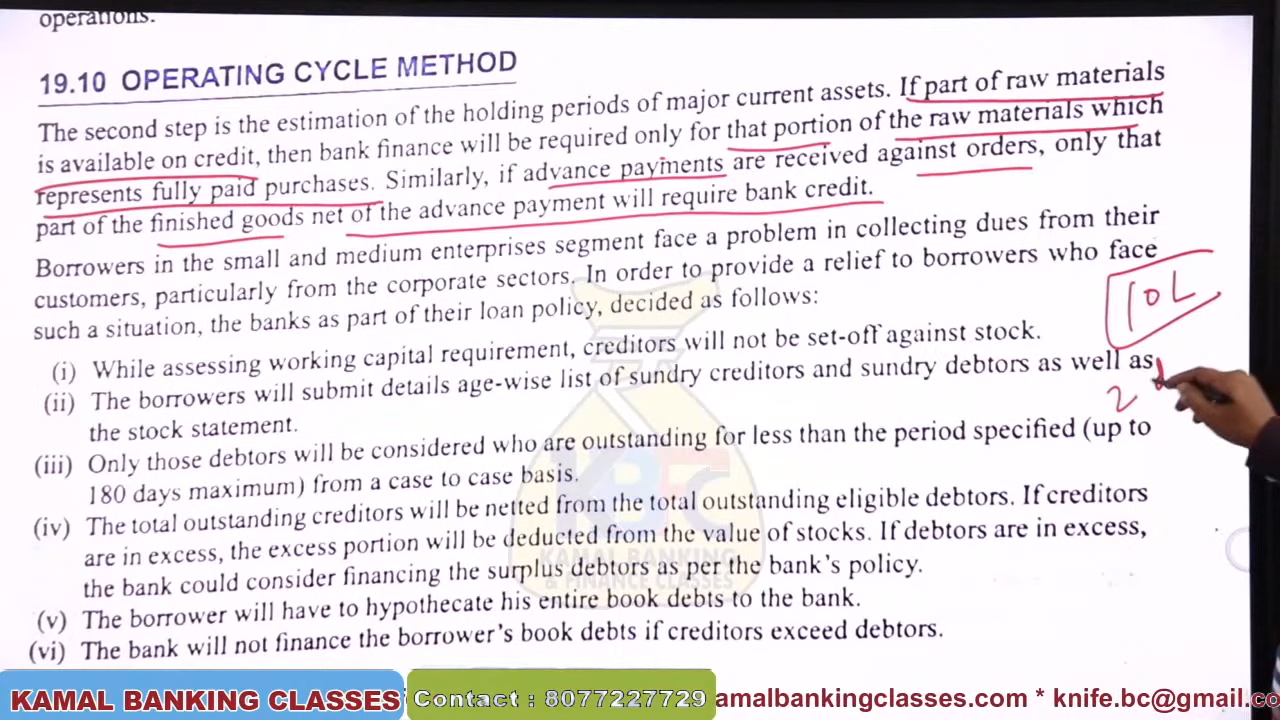 operations.
19.10 OPERATING CYCLE METHOD
The second step is the estimation of the holding periods of major current assets. If part of raw materials
is available on credit, then bank finance will be required only for that portion of the raw materials which
represents fully paid purchases. Similarly, if advance payments are received against orders, only that
part of the finished goods net of the advance payment will require bank credit.
Borrowers in the small and medium enterprises segment face a problem in collecting dues from their
customers, particularly from the corporate sectors. In order to provide a relief to borrowers who face
such a situation, the banks as part of their loan policy, decided as follows:
10L
(i) While assessing working capital requirement, creditors will not be set-off against stock.
(ii) The borrowers will submit details age-wise list of sundry creditors and sundry debtors as well as
the stock statement.
2
(iii) Only those debtors will be considered who are outstanding for less than the period specified (up to
180 days maximum) from a case to case basis.
(iv) The total outstanding creditors will be netted from the total outstanding eligible debtors. If creditors
are in excess, the excess portion will be deducted from the value of stocks. If debtors are in excess,
the bank could consider financing the surplus debtors as per the bank's policy.
(v) The borrower will have to hypothecate his entire book debts to the bank.
(vi) The bank will not finance the borrower's book debts if creditors exceed debtors.
KBC
KAMAL BANKING
& FINANCE CLASSES
KAMAL BANKING CLASSES Contact : 8077227729 amalbankingclasses.com * knife.bc@gmail.co